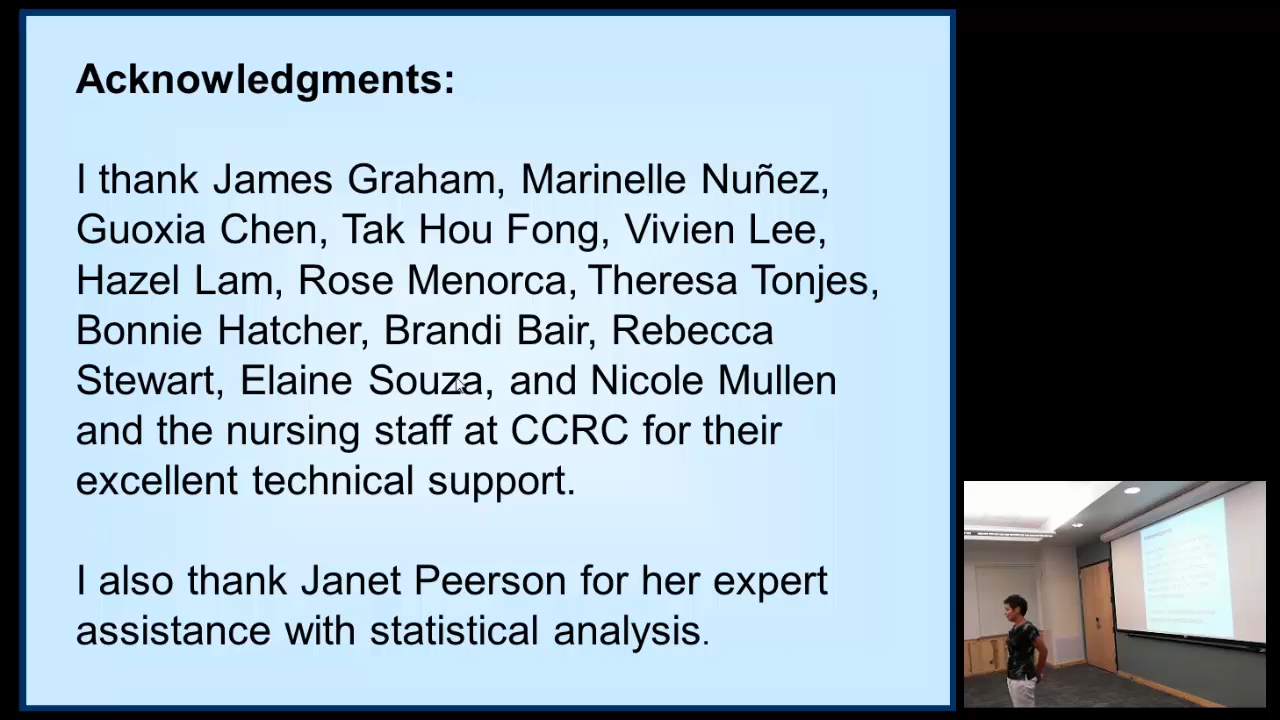 Acknowledgments:
I thank James Graham, Marinelle Nuñez,
Guoxia Chen, Tak Hou Fong, Vivien Lee,
Hazel Lam, Rose Menorca, Theresa Tonjes,
Bonnie Hatcher, Brandi Bair, Rebecca
Stewart, Elaine Souza, and Nicole Mullen
and the nursing staff at CCRC for their
excellent technical support.
I also thank Janet Peerson for her expert
assistance with statistical analysis.